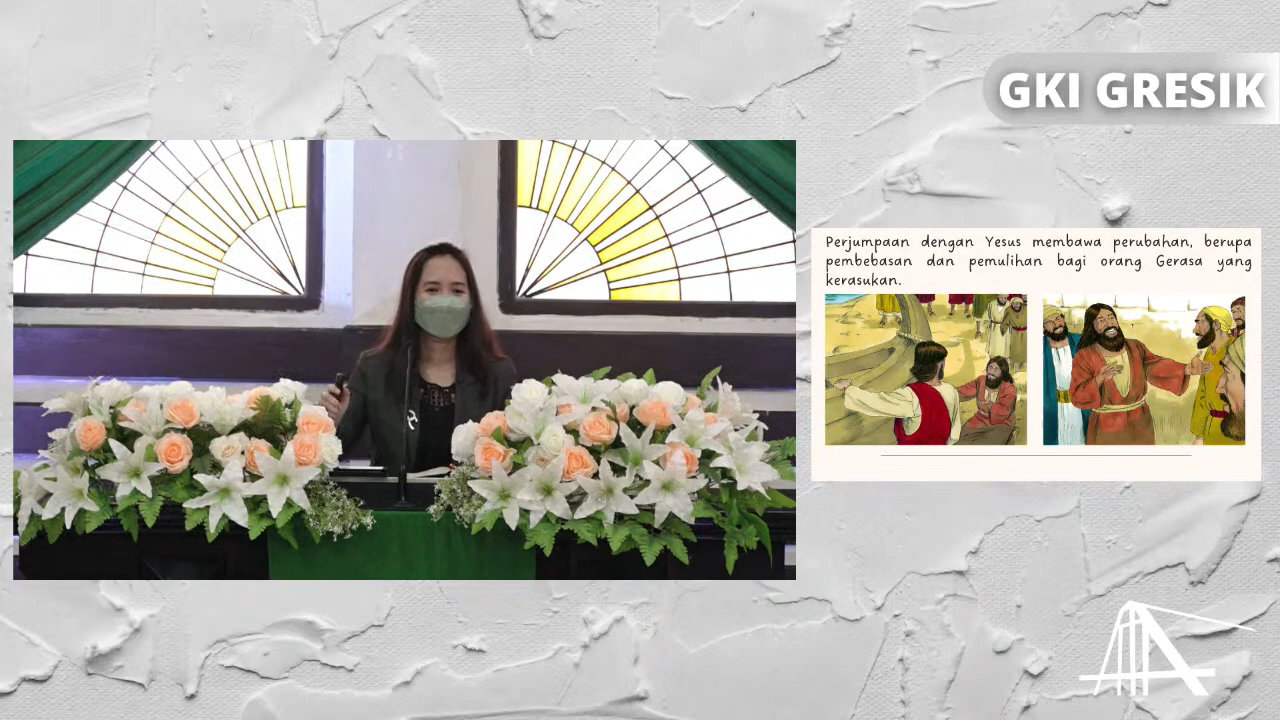 GKI GRESIK
Perjumpaan dengan Yesus membawa perubahan, berupa
pembebasan dan pemulihan bagi orang Gerasa yang
kerasukan.